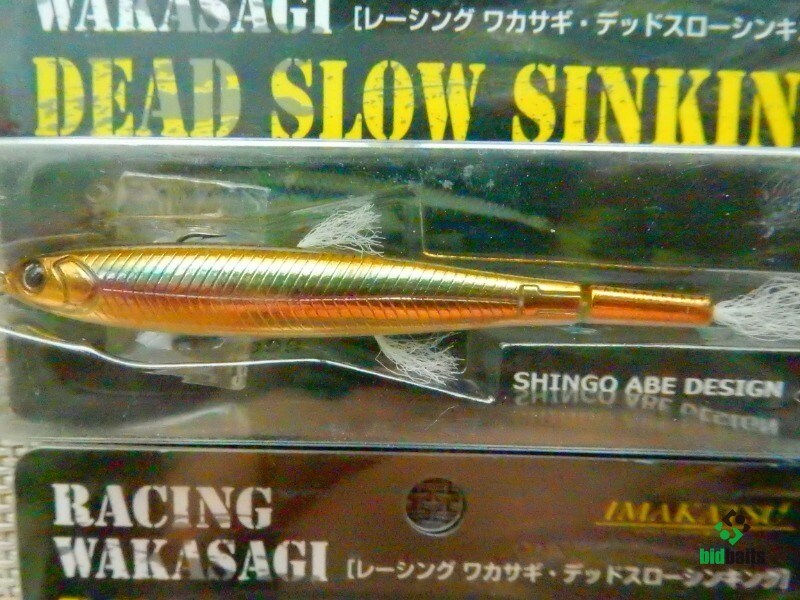 WAKASAGI [レーシング ワカサギ・デッドスローシンキ
DEAD SLOW SINKIN
SHINGO ABE DESIGN
RACING
IMAKATSU
WAKASAGI [レーシング ワカサギ・デッドスローシンキング]
bidbaits